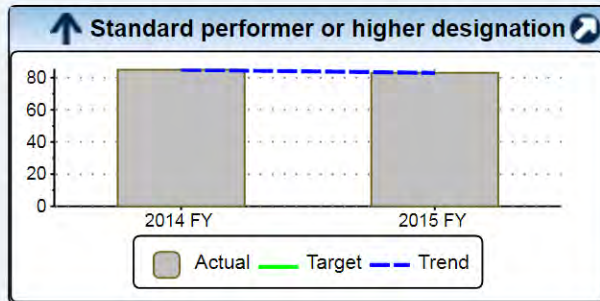 Standard performer or higher designation
80
60
40
20
0
2014 FY 2015 FY
Actual Target Trend